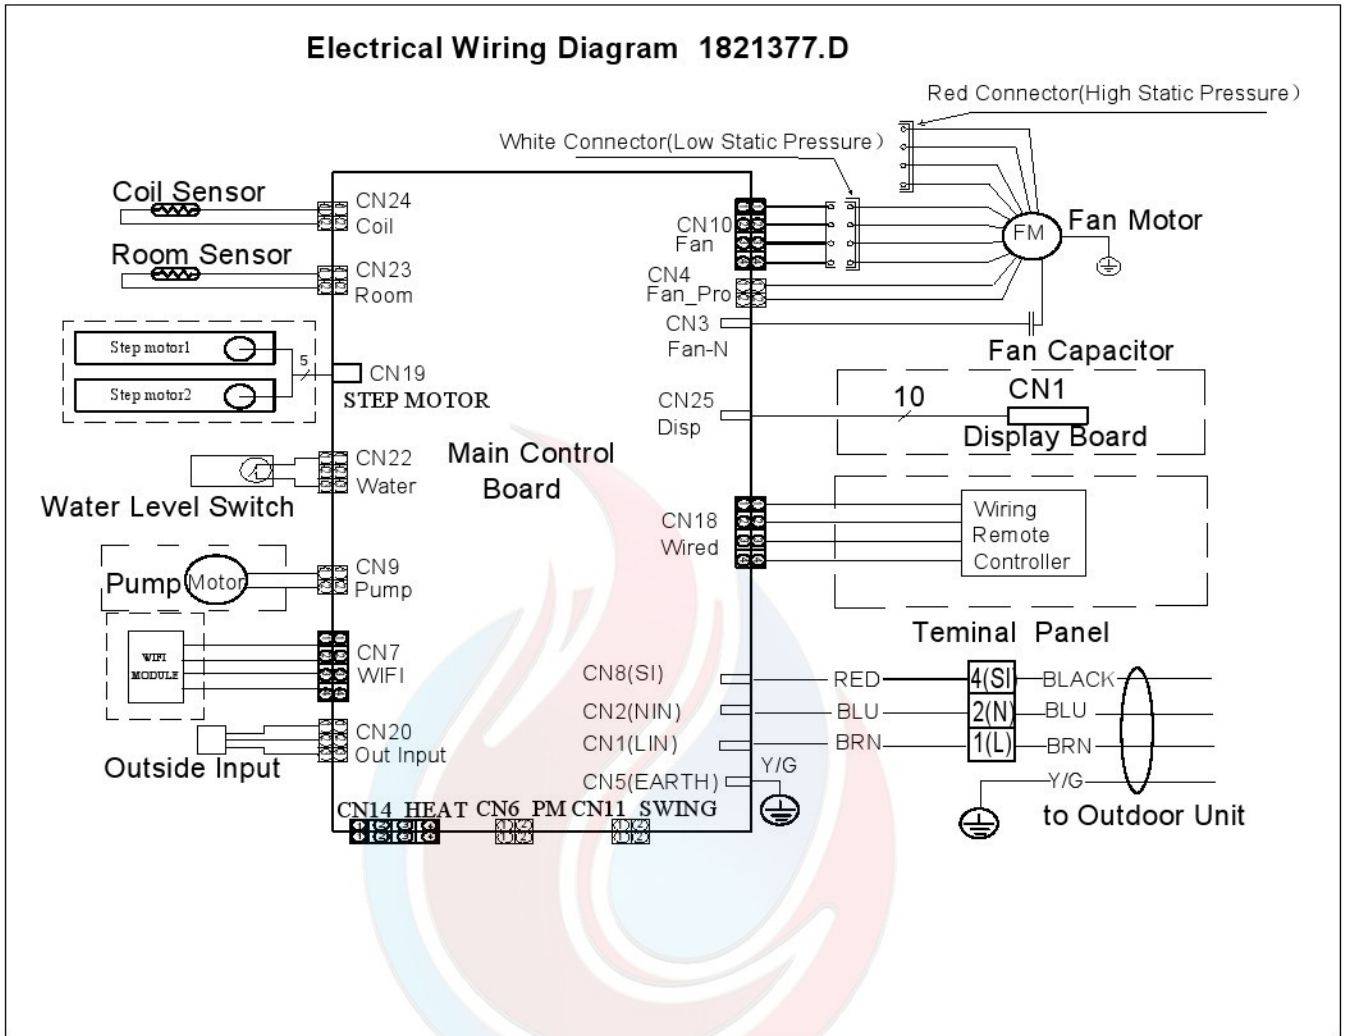 Electrical Wiring Diagram 1821377.D
Red Connector(High Static Pressure)
White Connector(Low Static Pressure)
Coil Sensor
CN24
Coil
Room Sensor
CN23
Room
Step motor1
Step motor2
5
CN19
STEP MOTOR
CN22
Water
Water Level Switch
Main Control
Board
Pump
Motor
CN9
Pump
WIFI
MODULE
CN7
WIFI
CN20
Out Input
Outside Input
CN14 HEAT
CN6 PM
CN11 SWING
CN10
Fan
CN4
Fan_Pro
CN3
Fan-N
FM
Fan Motor
Fan Capacitor
CN25
Disp
10
CN1
Display Board
CN18
Wired
Wiring
Remote
Controller
Teminal Panel
CN8(SI)
RED
4(SI)
BLACK
CN2(NIN)
BLU
2(N)
BLU
CN1(LIN)
BRN
1(L)
BRN
CN5(EARTH)
Y/G
Y/G
to Outdoor Unit